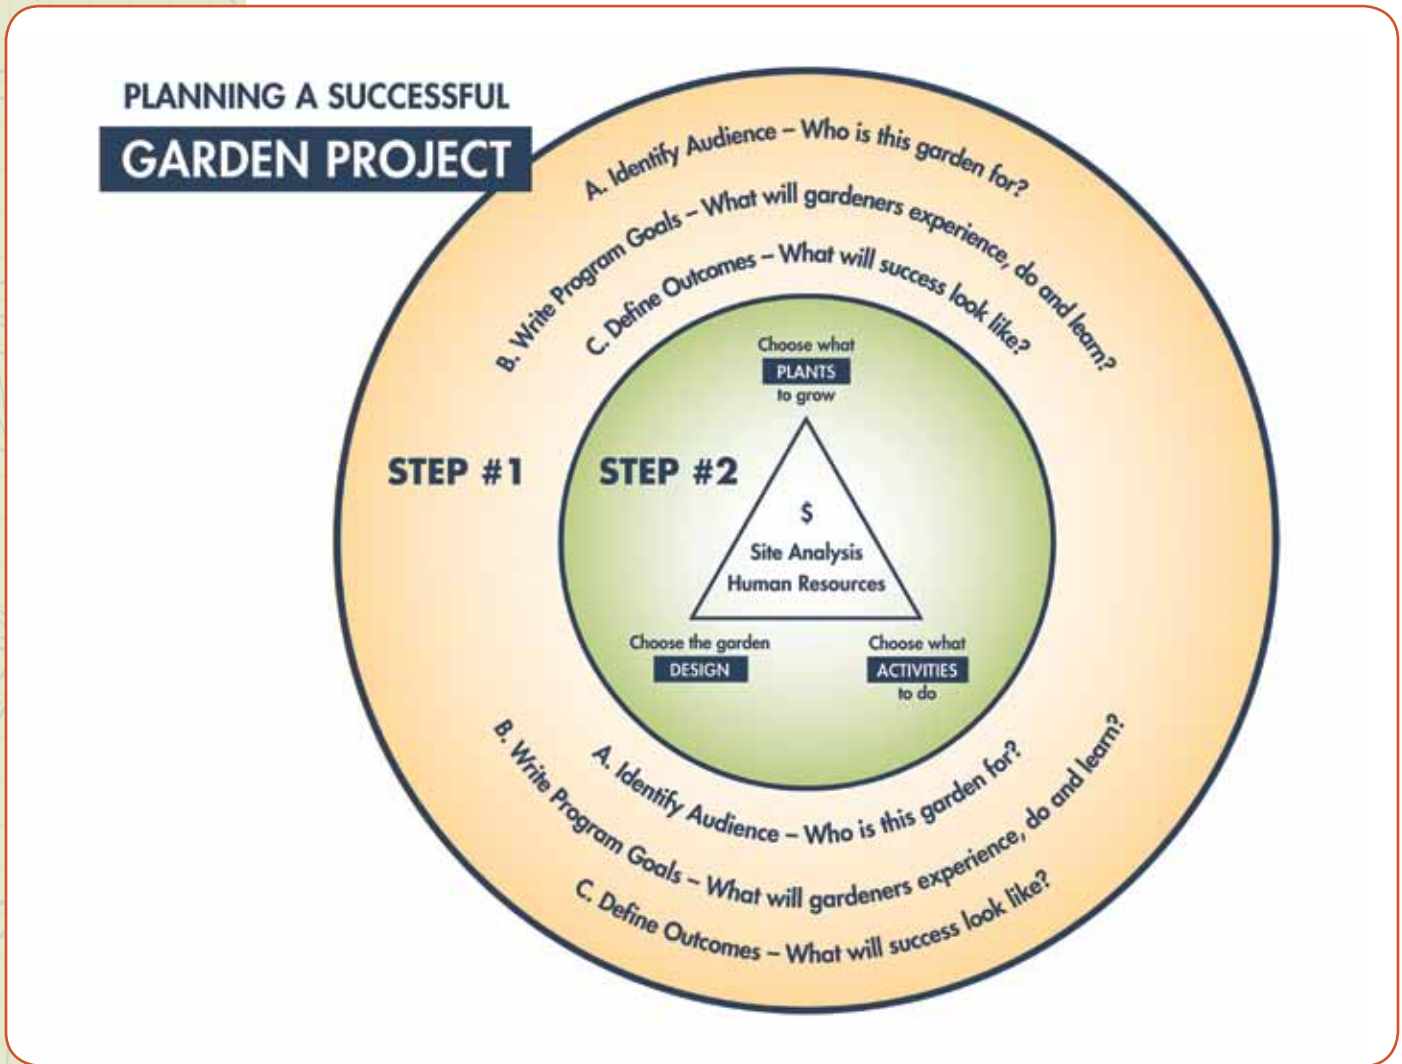 PLANNING A SUCCESSFUL
GARDEN PROJECT
A. Identify Audience – Who is this garden for?
B. Write Program Goals – What will gardeners experience, do and learn?
C. Define Outcomes – What will success look like?
STEP #1
STEP #2
Choose what
PLANTS
to grow
$
Site Analysis
Human Resources
Choose the garden
DESIGN
Choose what
ACTIVITIES
to do
A. Identify Audience – Who is this garden for?
B. Write Program Goals – What will gardeners experience, do and learn?
C. Define Outcomes – What will success look like?